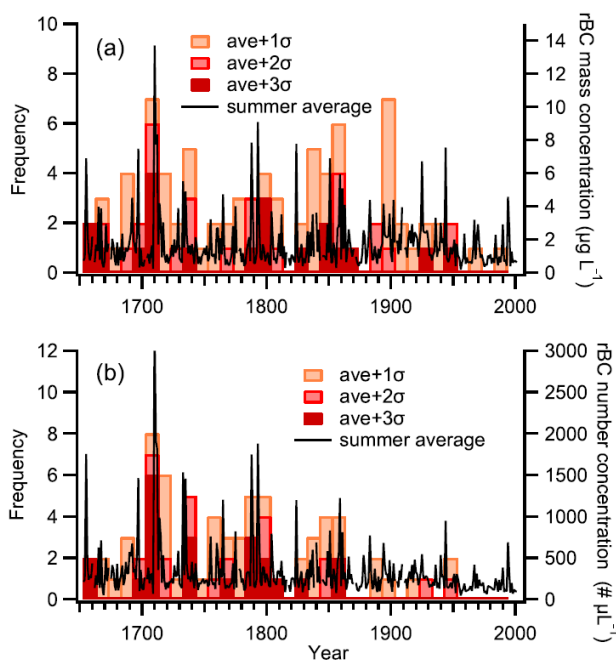 (a)
ave+1σ
ave+2σ
ave+3σ
summer average
Frequency
10
8
6
4
2
0
14
12
10
8
6
4
2
0
rBC mass concentration (µg L⁻¹)
1700
1800
1900
2000
(b)
ave+1σ
ave+2σ
ave+3σ
summer average
Frequency
12
10
8
6
4
2
0
3000
2500
2000
1500
1000
500
0
rBC number concentration (# µL⁻¹)
1700
1800
1900
2000
Year